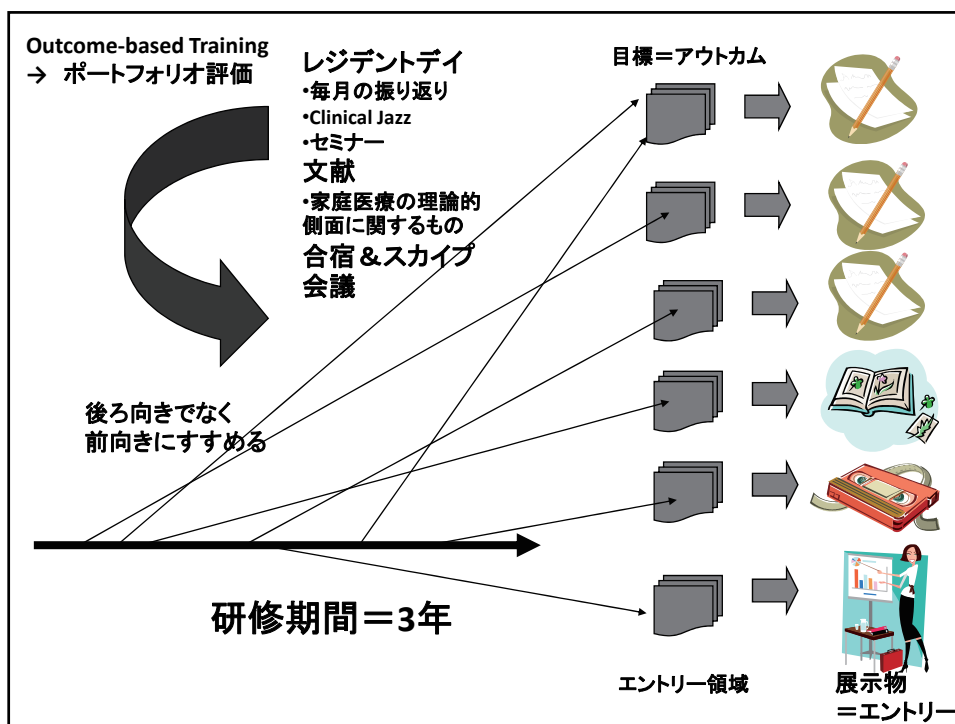 Outcome-based Training
→ ポートフォリオ評価
レジデントデイ
・毎月の振り返り
・Clinical Jazz
・セミナー
文献
・家庭医療の理論的
側面に関するもの
合宿＆スカイプ
会議
目標＝アウトカム
後ろ向きでなく
前向きにすすめる
研修期間＝3年
エントリー領域
展示物
＝エントリー